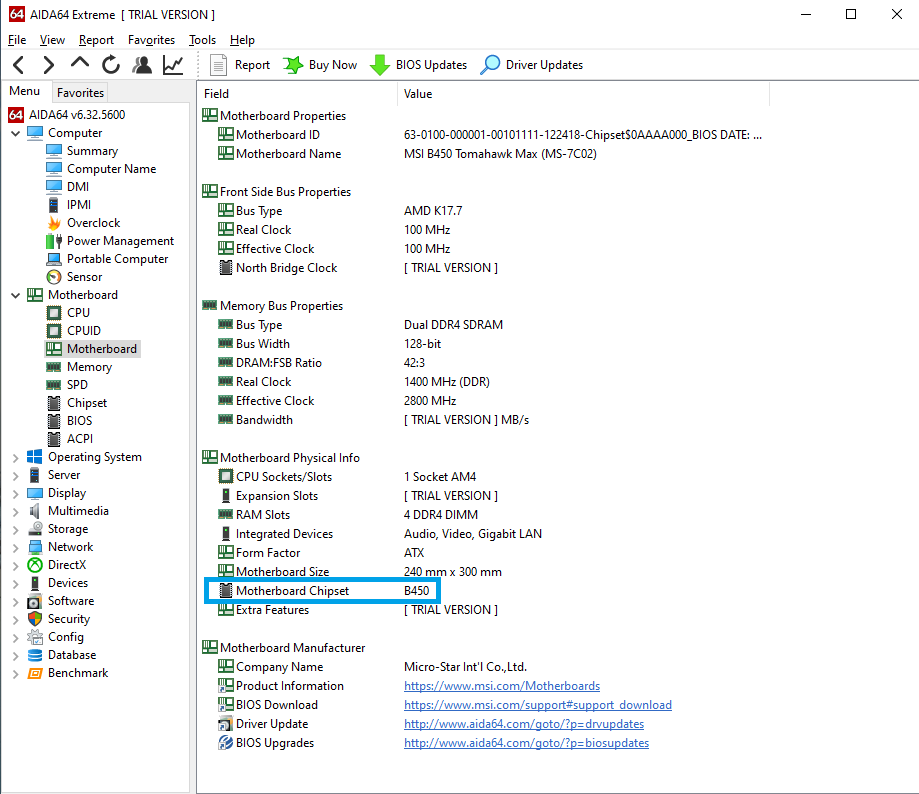 64 AIDA64 Extreme [ TRIAL VERSION ]
File View Report Favorites Tools Help
Report Buy Now BIOS Updates Driver Updates
Menu Favorites
Field Value
64 AIDA64 v6.32.5600
Computer
Summary
Computer Name
DMI
IPMI
Overclock
Power Management
Portable Computer
Sensor
Motherboard
CPU
CPUID
Motherboard
Memory
SPD
Chipset
BIOS
ACPI
Operating System
Server
Display
Multimedia
Storage
Network
DirectX
Devices
Software
Security
Config
Database
Benchmark
Motherboard Properties
Motherboard ID 63-0100-000001-00101111-122418-Chipset$0AAAA000_BIOS DATE: ...
Motherboard Name MSI B450 Tomahawk Max (MS-7C02)
Front Side Bus Properties
Bus Type AMD K17.7
Real Clock 100 MHz
Effective Clock 100 MHz
North Bridge Clock [ TRIAL VERSION ]
Memory Bus Properties
Bus Type Dual DDR4 SDRAM
Bus Width 128-bit
DRAM:FSB Ratio 42:3
Real Clock 1400 MHz (DDR)
Effective Clock 2800 MHz
Bandwidth [ TRIAL VERSION ] MB/s
Motherboard Physical Info
CPU Sockets/Slots 1 Socket AM4
Expansion Slots [ TRIAL VERSION ]
RAM Slots 4 DDR4 DIMM
Integrated Devices Audio, Video, Gigabit LAN
Form Factor ATX
Motherboard Size 240 mm x 300 mm
Motherboard Chipset B450
Extra Features [ TRIAL VERSION ]
Motherboard Manufacturer
Company Name Micro-Star Int'l Co.,Ltd.
Product Information https://www.msi.com/Motherboards
BIOS Download https://www.msi.com/support#support_download
Driver Update http://www.aida64.com/goto/?p=drvupdates
BIOS Upgrades http://www.aida64.com/goto/?p=biosupdates